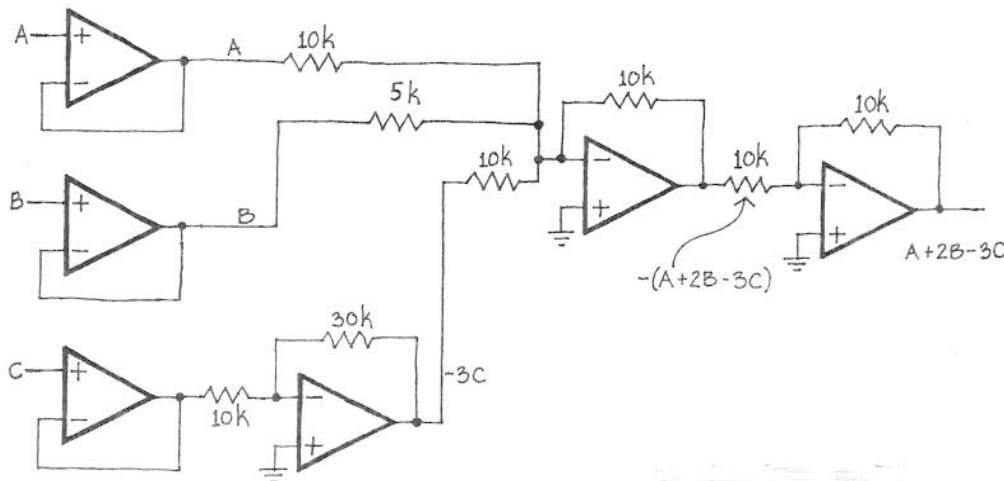 A + A 10k
-
5k
10k 10k
10k - 10k -
B + B + +
- -(A+2B-3C) A+2B-3C
30k
C + -3C
- 10k -
+